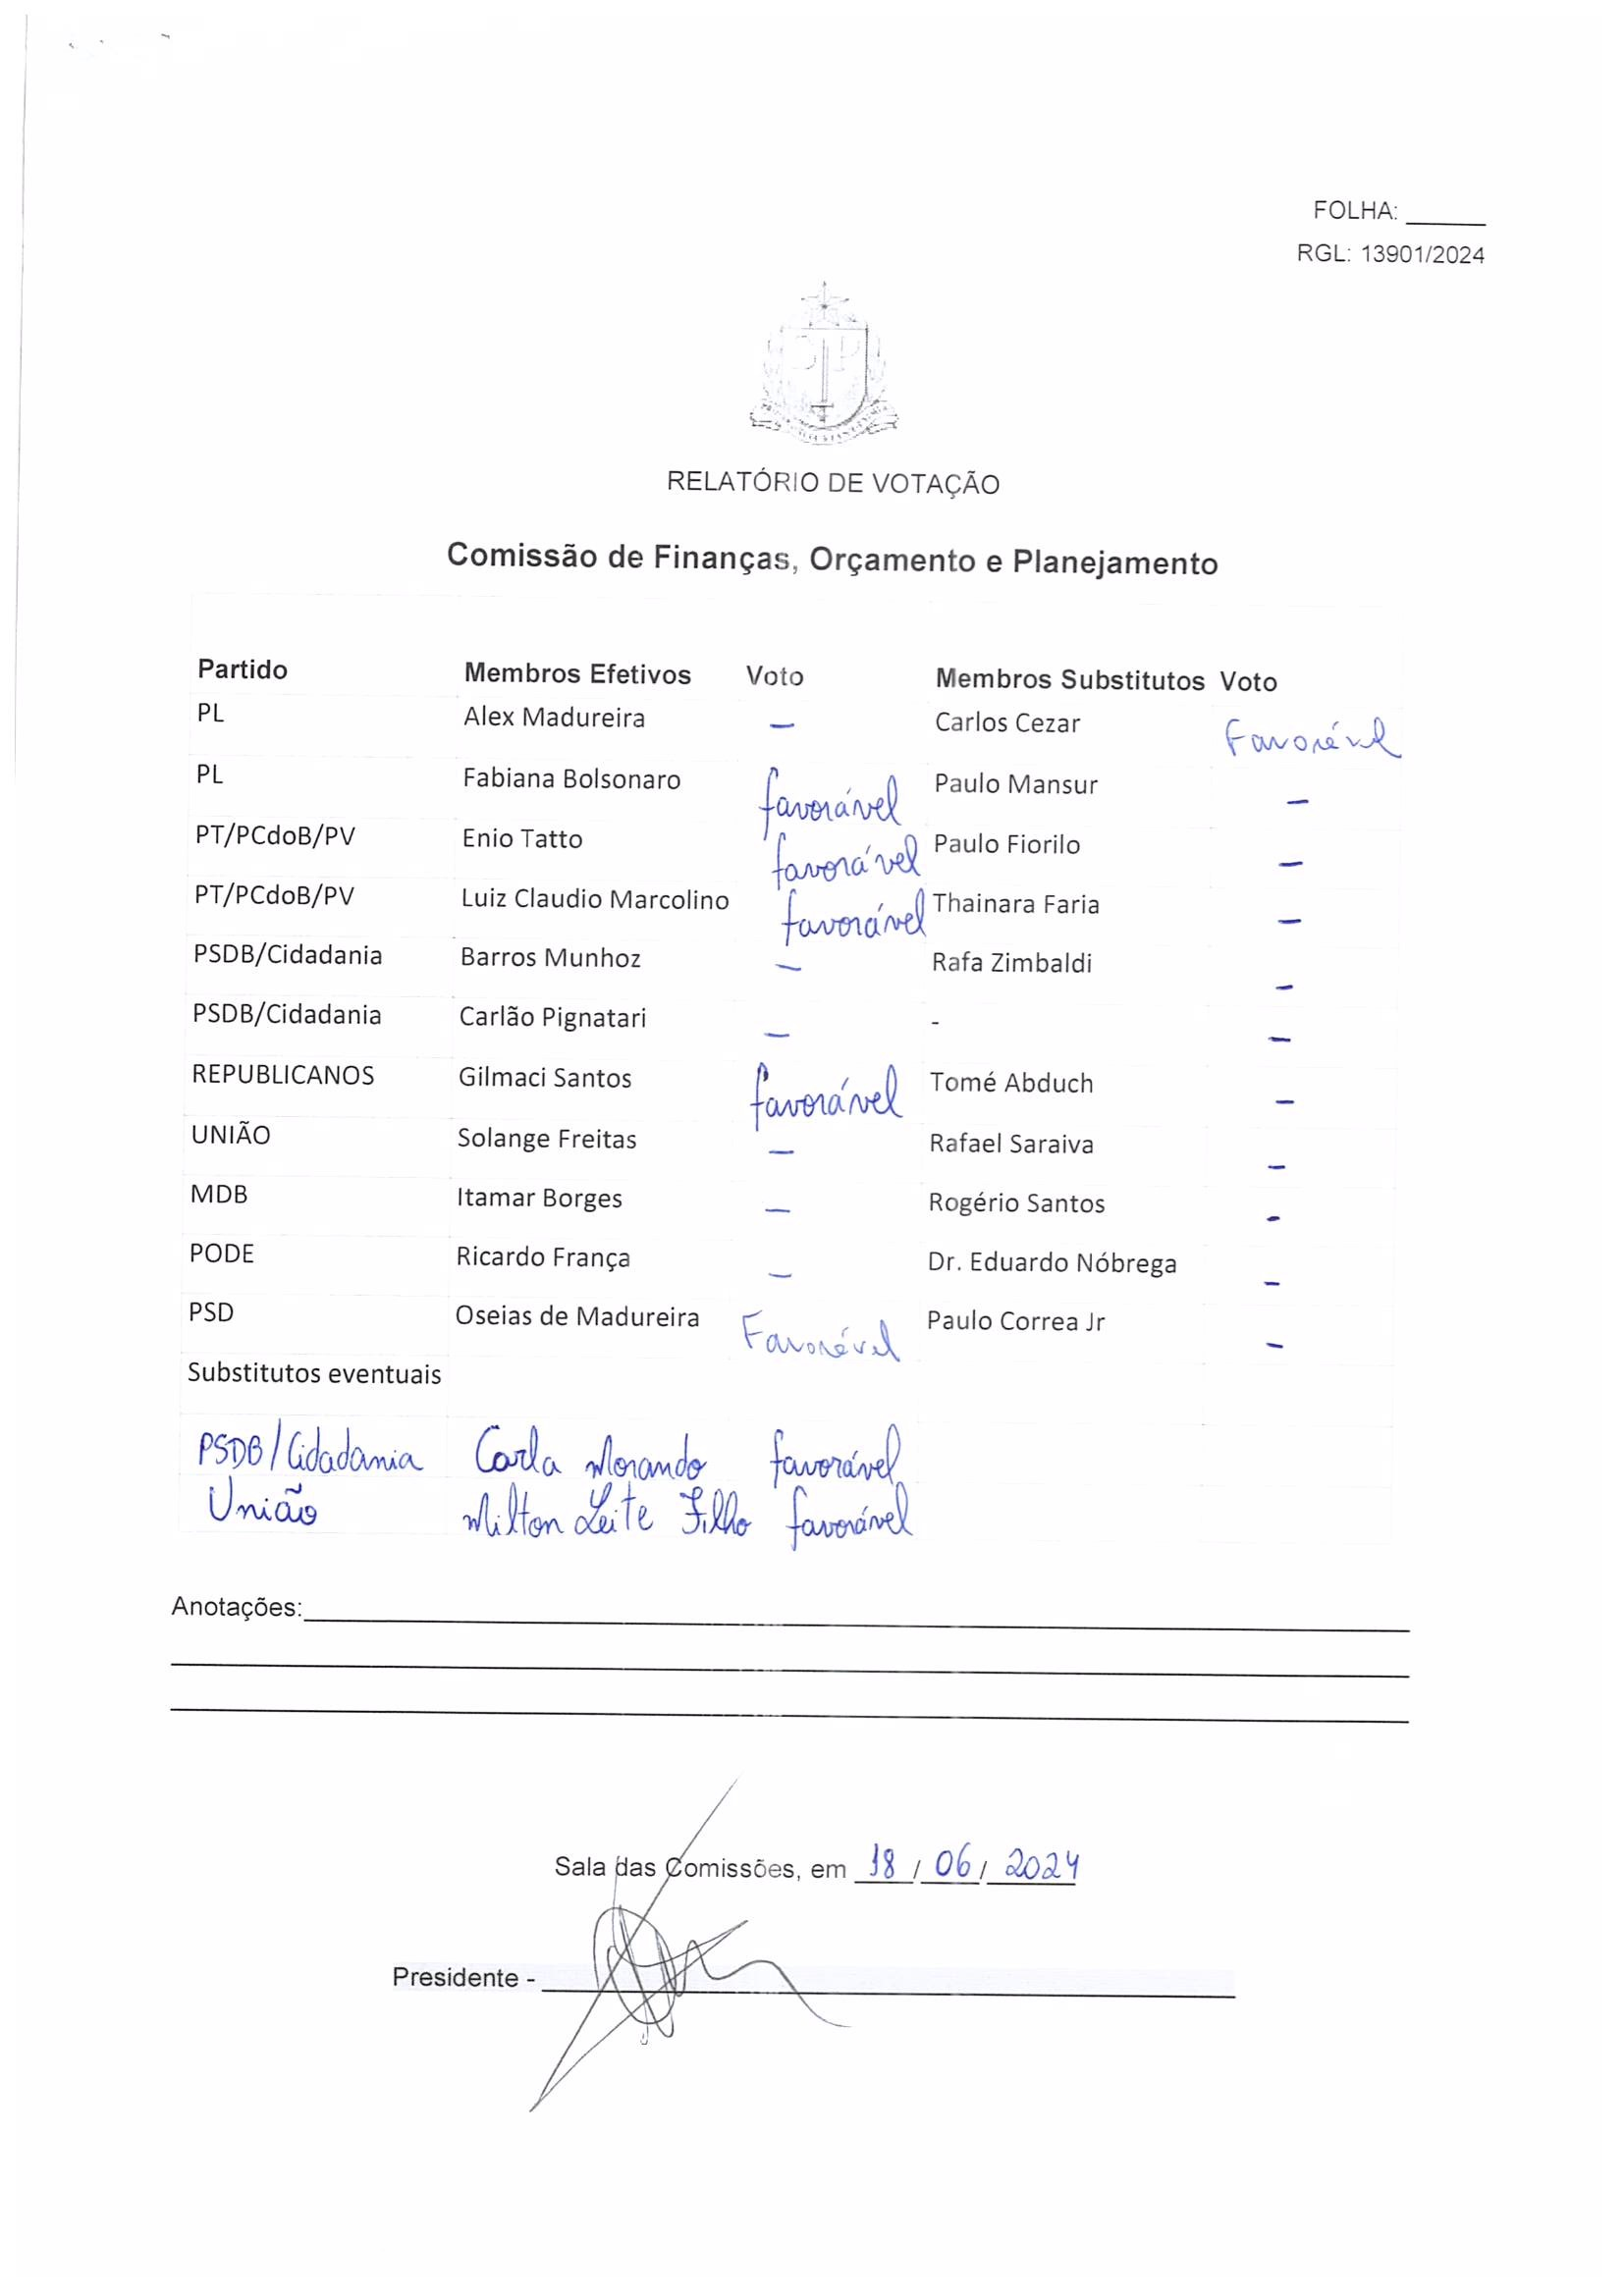 FOLHA: ______
RGL: 13901/2024
RELATÓRIO DE VOTAÇÃO
Comissão de Finanças, Orçamento e Planejamento
Partido Membros Efetivos Voto Membros Substitutos Voto
PL Alex Madureira – Carlos Cezar Favorável
PL Fabiana Bolsonaro favorável Paulo Mansur –
PT/PCdoB/PV Enio Tatto favorável Paulo Fiorilo –
PT/PCdoB/PV Luiz Claudio Marcolino favorável Thainara Faria –
PSDB/Cidadania Barros Munhoz – Rafa Zimbaldi –
PSDB/Cidadania Carlão Pignatari – - –
REPUBLICANOS Gilmaci Santos favorável Tomé Abduch –
UNIÃO Solange Freitas – Rafael Saraiva –
MDB Itamar Borges – Rogério Santos –
PODE Ricardo França – Dr. Eduardo Nóbrega –
PSD Oseias de Madureira Favorável Paulo Correa Jr –
Substitutos eventuais
PSDB/Cidadania Carla Morando favorável
União Milton Leite Filho favorável
Anotações:
Sala das Comissões, em 18/06/2024
Presidente -